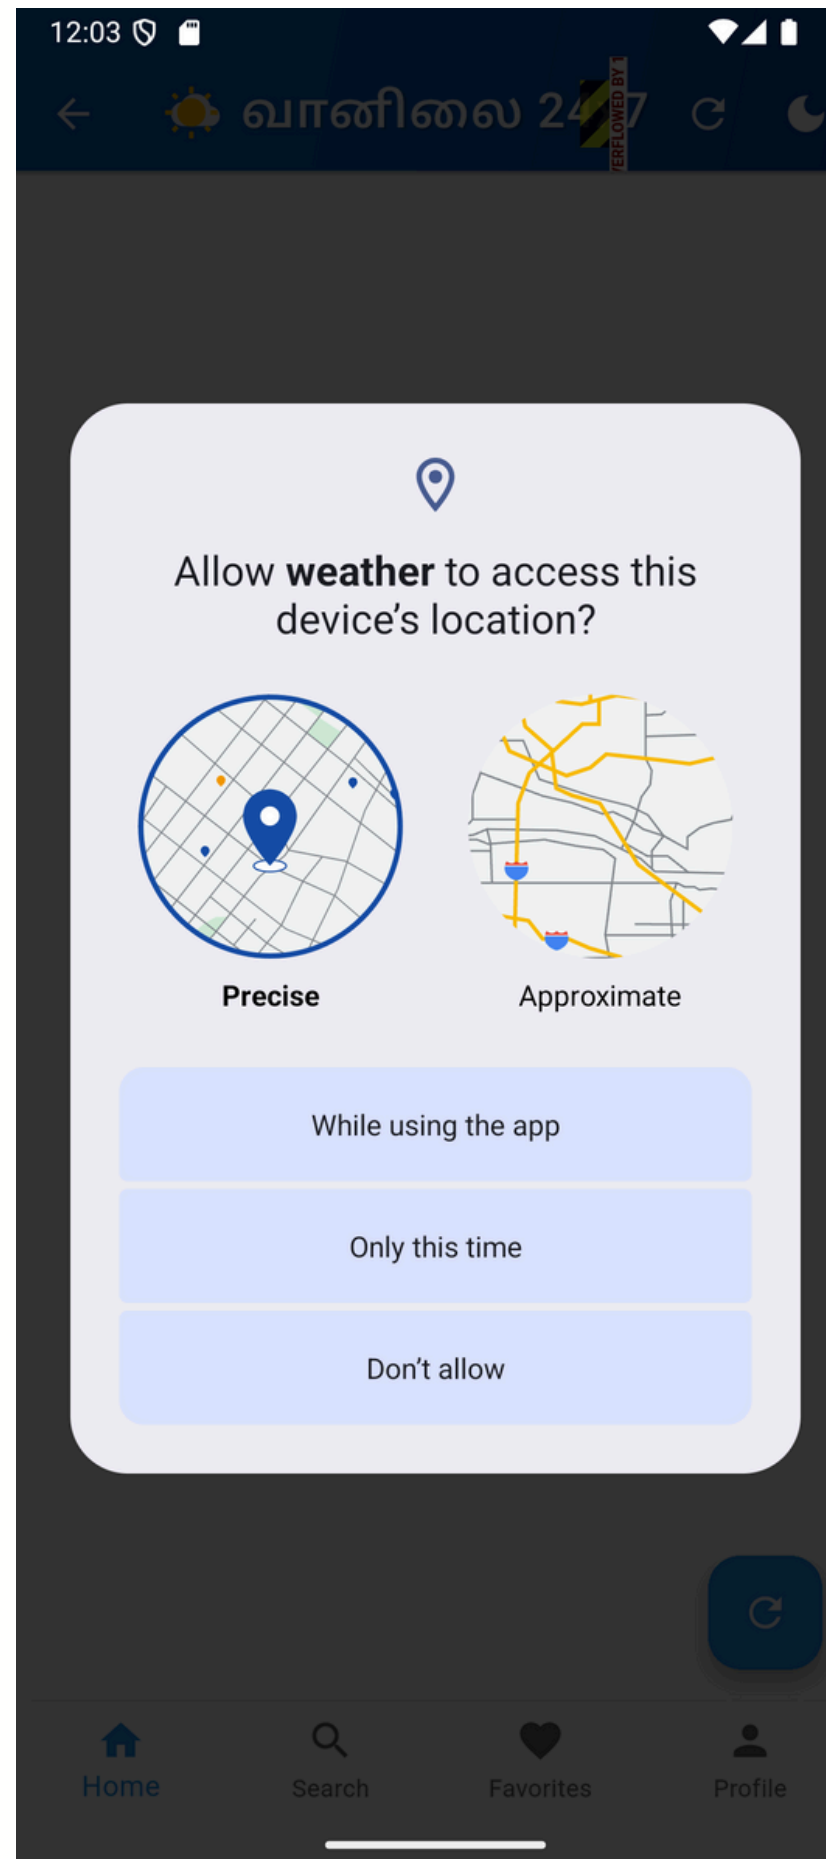 12:03
வானிலை 24/7
Allow weather to access this
device’s location?
Precise
Approximate
While using the app
Only this time
Don’t allow
Home
Search
Favorites
Profile